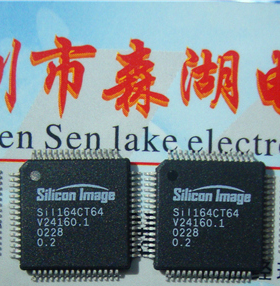 圳市森湖电
en Sen lake electro
Silicon Image
SiI164CT64
V24160.1
0228
0.2
Silicon Image
SiI164CT64
V24160.1
0228
0.2